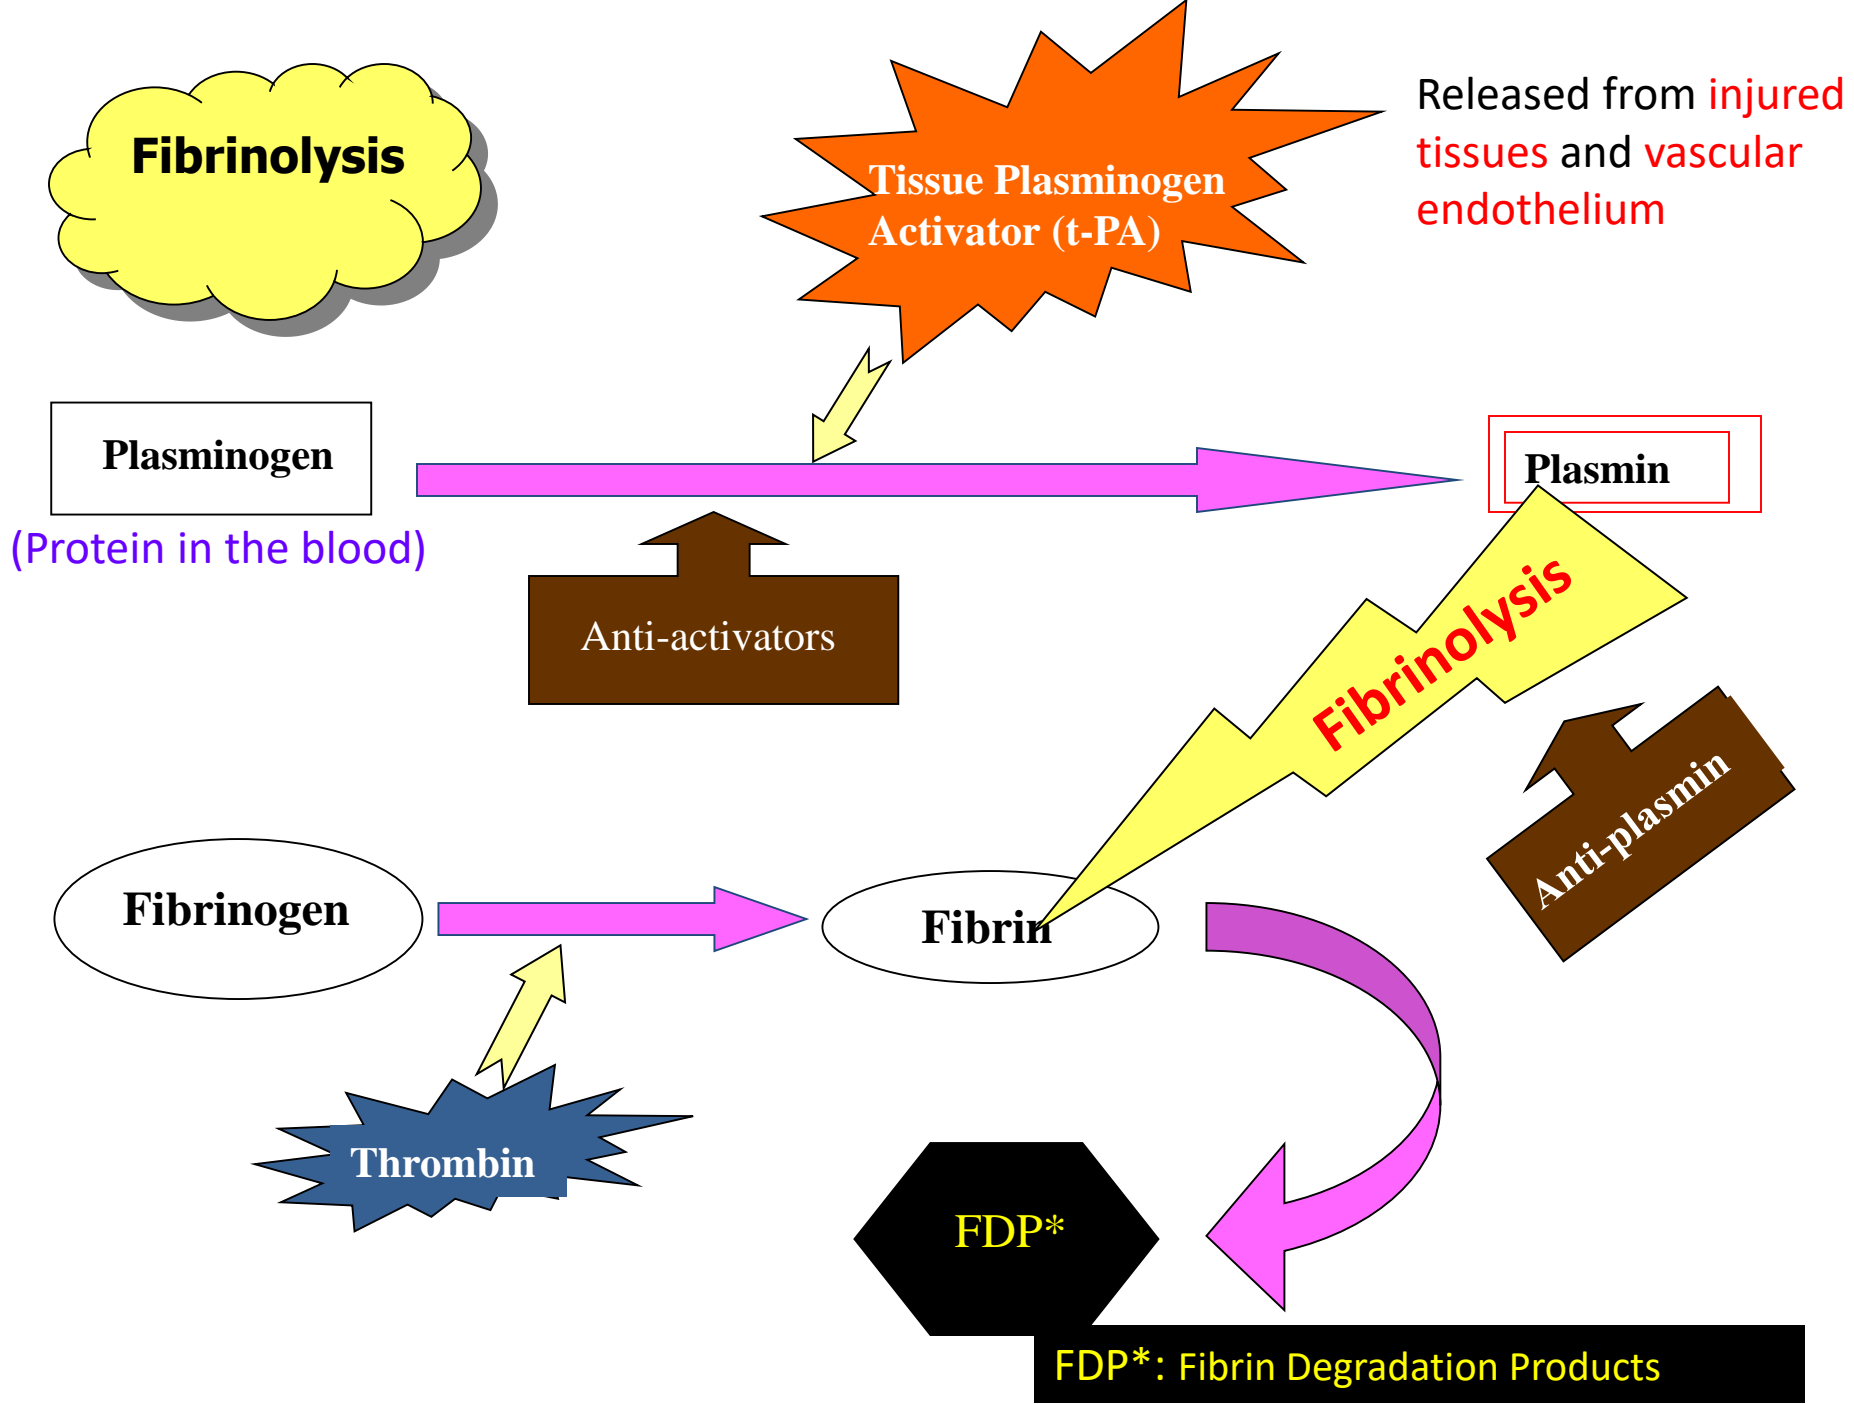 Fibrinolysis
Tissue Plasminogen
Activator (t-PA)
Released from injured
tissues and vascular
endothelium
Plasminogen
(Protein in the blood)
Plasmin
Anti-activators
Fibrinolysis
Anti-plasmin
Fibrinogen
Fibrin
Thrombin
FDP*
FDP*: Fibrin Degradation Products